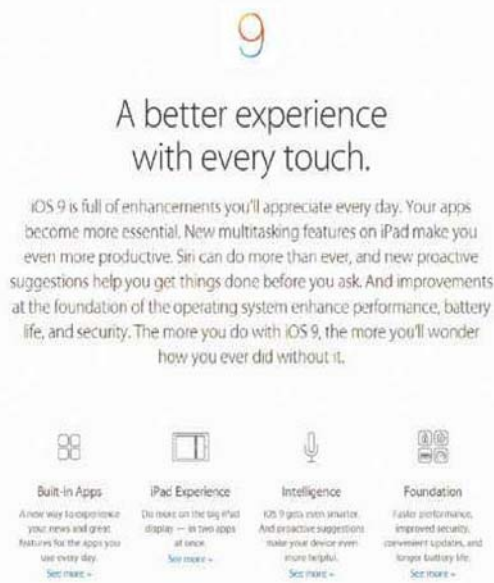 9
A better experience
with every touch.
iOS 9 is full of enhancements you'll appreciate every day. Your apps
become more essential. New multitasking features on iPad make you
even more productive. Siri can do more than ever, and new proactive
suggestions help you get things done before you ask. And improvements
at the foundation of the operating system enhance performance, battery
life, and security. The more you do with iOS 9, the more you'll wonder
how you ever did without it.
Built-in Apps
A new way to experience
your news and great
features for the apps you
use every day.
See more
iPad Experience
Do more on the big iPad
display — in two apps
at once.
See more
Intelligence
iOS 9 gets even smarter.
And proactive suggestions
make your device even
more helpful.
See more
Foundation
Faster performance,
improved security,
convenient updates, and
longer battery life.
See more